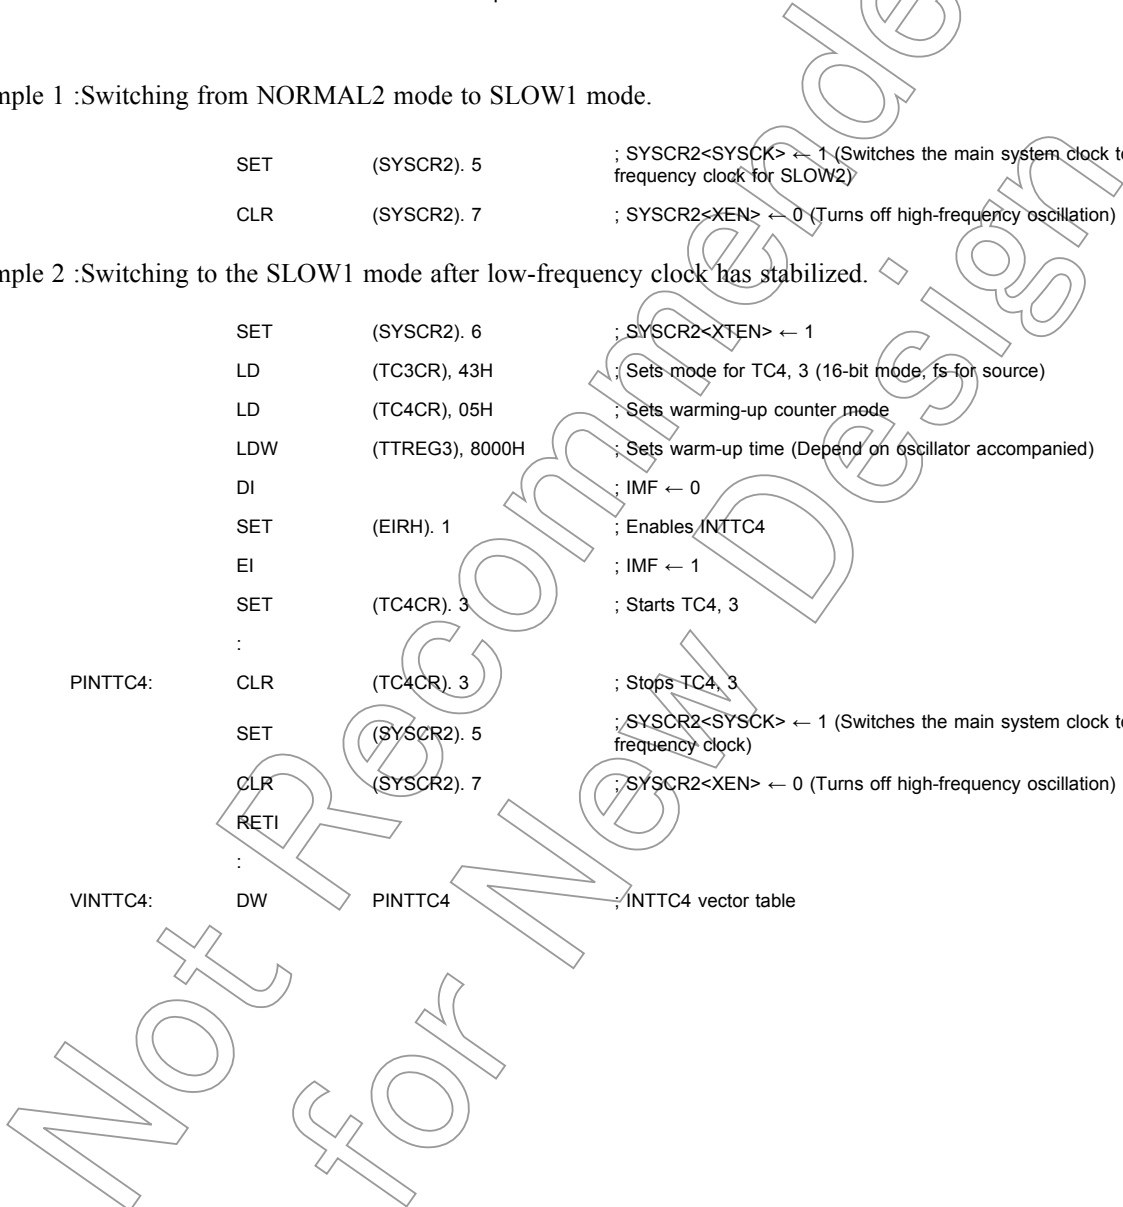 mple 1 :Switching from NORMAL2 mode to SLOW1 mode.
SET (SYSCR2). 5 ; SYSCR2<SYSCK> ← 1 (Switches the main system clock to
frequency clock for SLOW2)
CLR (SYSCR2). 7 ; SYSCR2<XEN> ← 0 (Turns off high-frequency oscillation)
mple 2 :Switching to the SLOW1 mode after low-frequency clock has stabilized.
SET (SYSCR2). 6 ; SYSCR2<XTEN> ← 1
LD (TC3CR), 43H ; Sets mode for TC4, 3 (16-bit mode, fs for source)
LD (TC4CR), 05H ; Sets warming-up counter mode
LDW (TTREG3), 8000H ; Sets warm-up time (Depend on oscillator accompanied)
DI ; IMF ← 0
SET (EIRH). 1 ; Enables INTTC4
EI ; IMF ← 1
SET (TC4CR). 3 ; Starts TC4, 3
:
PINTTC4: CLR (TC4CR). 3 ; Stops TC4, 3
SET (SYSCR2). 5 ; SYSCR2<SYSCK> ← 1 (Switches the main system clock to
frequency clock)
CLR (SYSCR2). 7 ; SYSCR2<XEN> ← 0 (Turns off high-frequency oscillation)
RETI
:
VINTTC4: DW PINTTC4 ; INTTC4 vector table
Not Recommende
for New Design